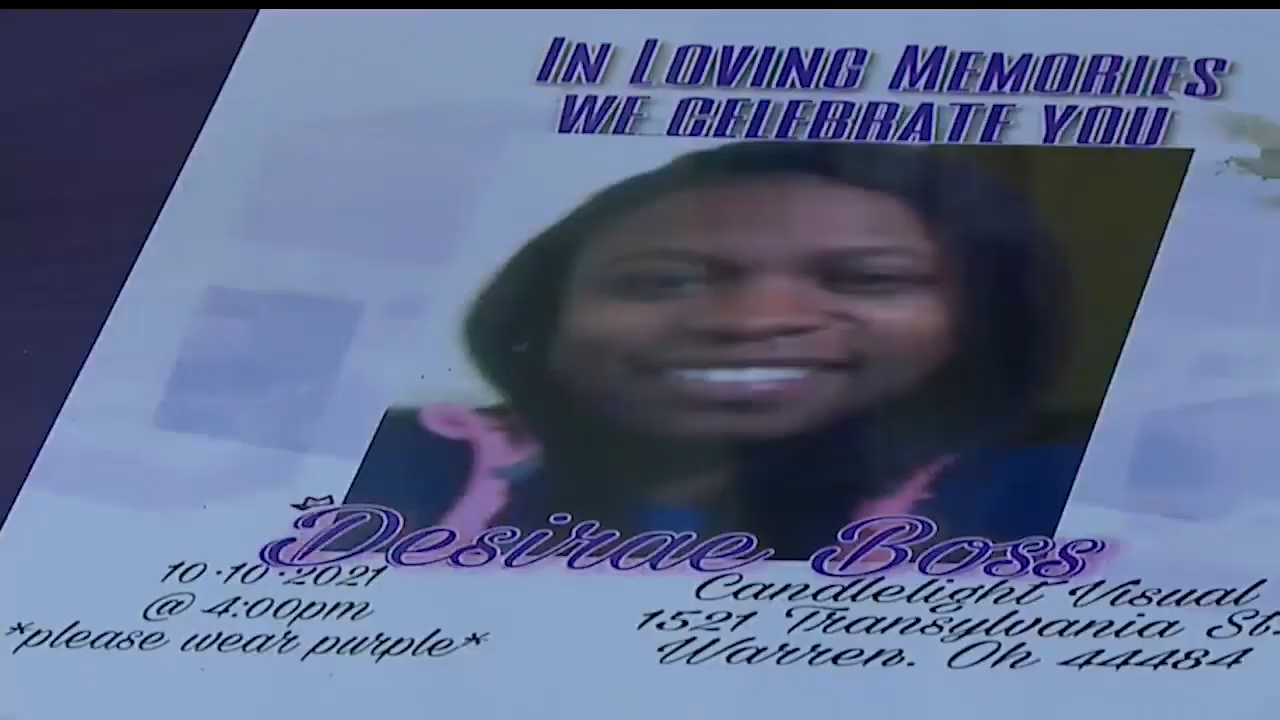 IN LOVING MEMORIES
WE CELEBRATE YOU
Desirae Boss
10·10·2021
@ 4:00pm
*please wear purple*
Candlelight Visual
1521 Transylvania St.
Warren. Oh 44484